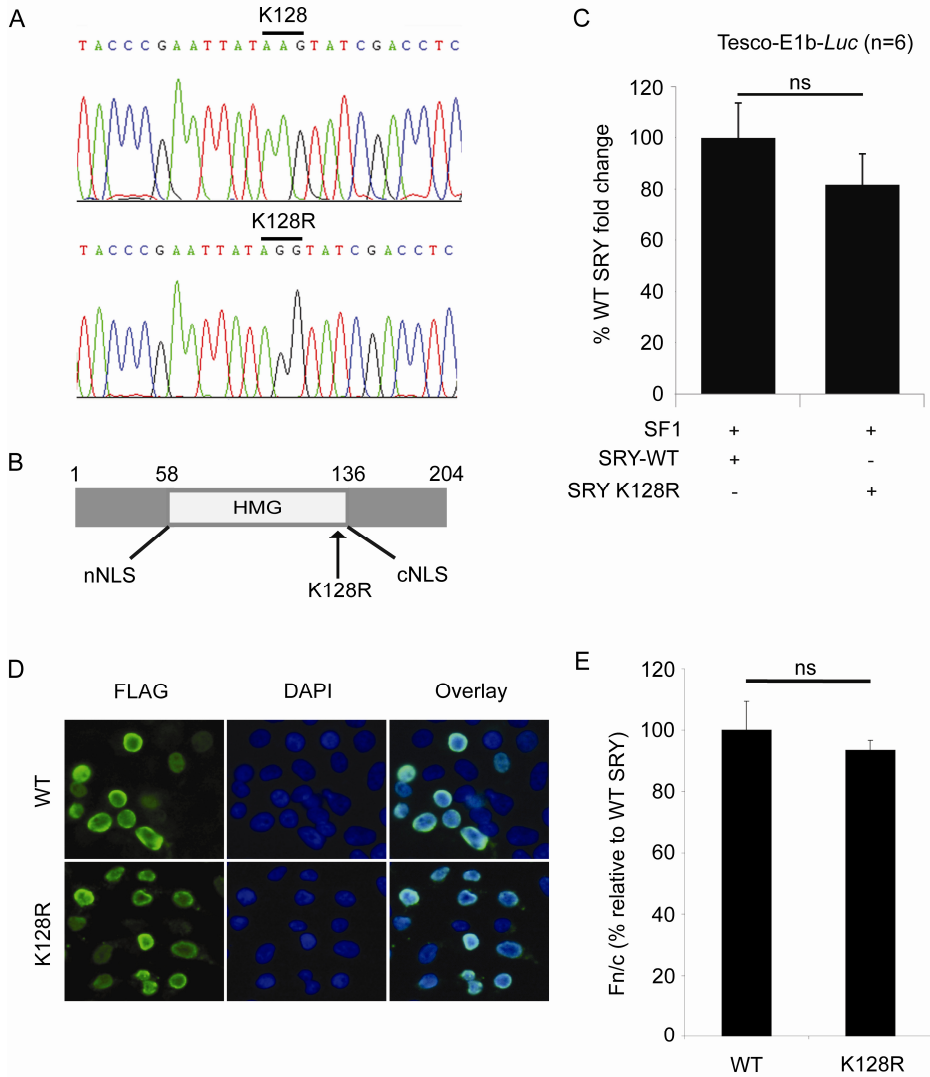 A
K128
TACCCGAATTATAAGTATCGACCTC
K128R
TACCCGAATTATAGGTATCGACCTC
B
1 58 136 204
HMG
nNLS
K128R
cNLS
C
Tesco-E1b-Luc (n=6)
ns
% WT SRY fold change
120
100
80
60
40
20
0
SF1 + +
SRY-WT + -
SRY K128R - +
D
FLAG DAPI Overlay
WT
K128R
E
ns
Fn/c (% relative to WT SRY)
120
100
80
60
40
20
0
WT K128R